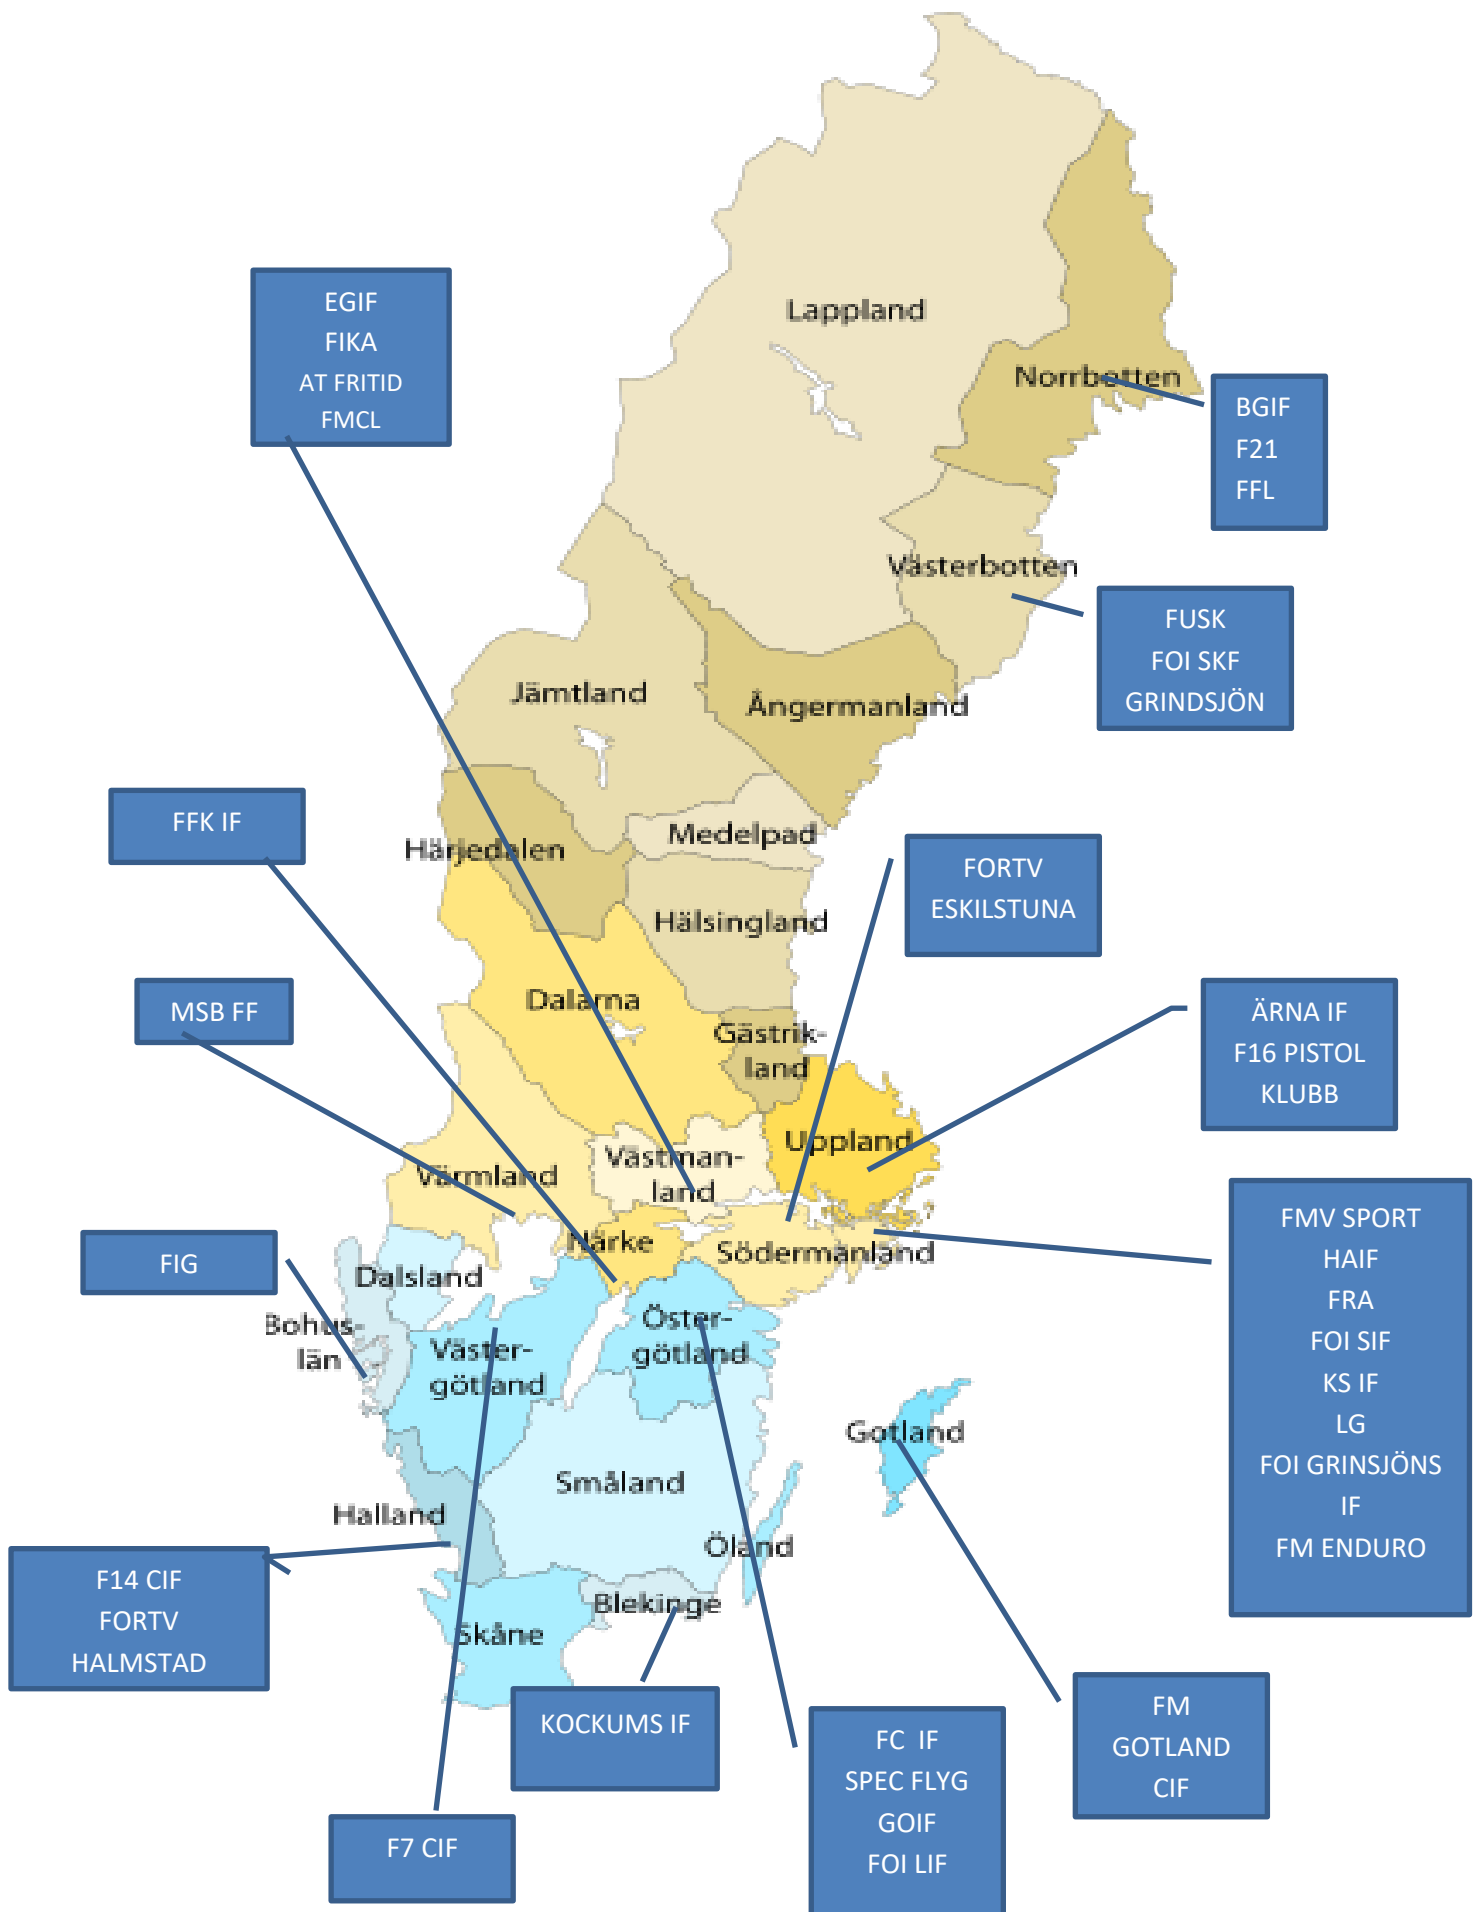 Lappland
EGIF
FIKA
AT FRITID
FMCL
Norrbotten
BGIF
F21
FFL
Västerbotten
FUSK
FOI SKF
GRINDSJÖN
Jämtland
Ångermanland
FFK IF
Medelpad
Härjedalen
FORTV
ESKILSTUNA
Hälsingland
MSB FF
Dalarna
Gästrik-
land
ÄRNA IF
F16 PISTOL
KLUBB
Uppland
Västman-
land
Värmland
Närke
Södermanland
FMV SPORT
HAIF
FRA
FOI SIF
KS IF
LG
FOI GRINSJÖNS
IF
FM ENDURO
FIG
Dalsland
Bohus-
län
Väster-
götland
Öster-
götland
Gotland
Småland
Halland
Öland
F14 CIF
FORTV
HALMSTAD
Blekinge
Skåne
KOCKUMS IF
FM
GOTLAND
CIF
FC IF
SPEC FLYG
GOIF
FOI LIF
F7 CIF